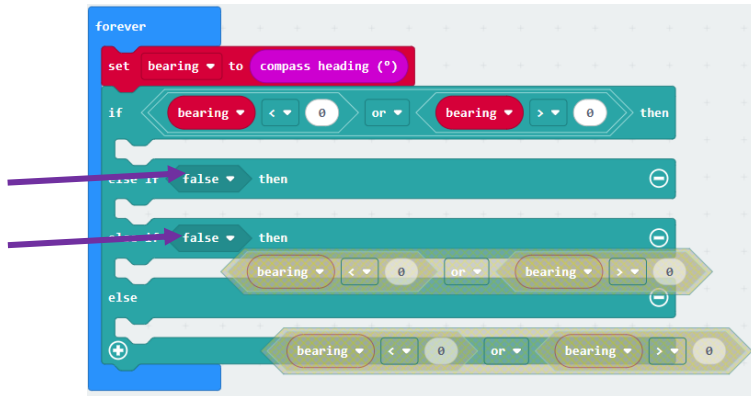 forever
set bearing to compass heading (°)
if bearing < 0 or bearing > 0 then
else if false then
else if false then
bearing < 0 or bearing > 0
else
bearing < 0 or bearing > 0